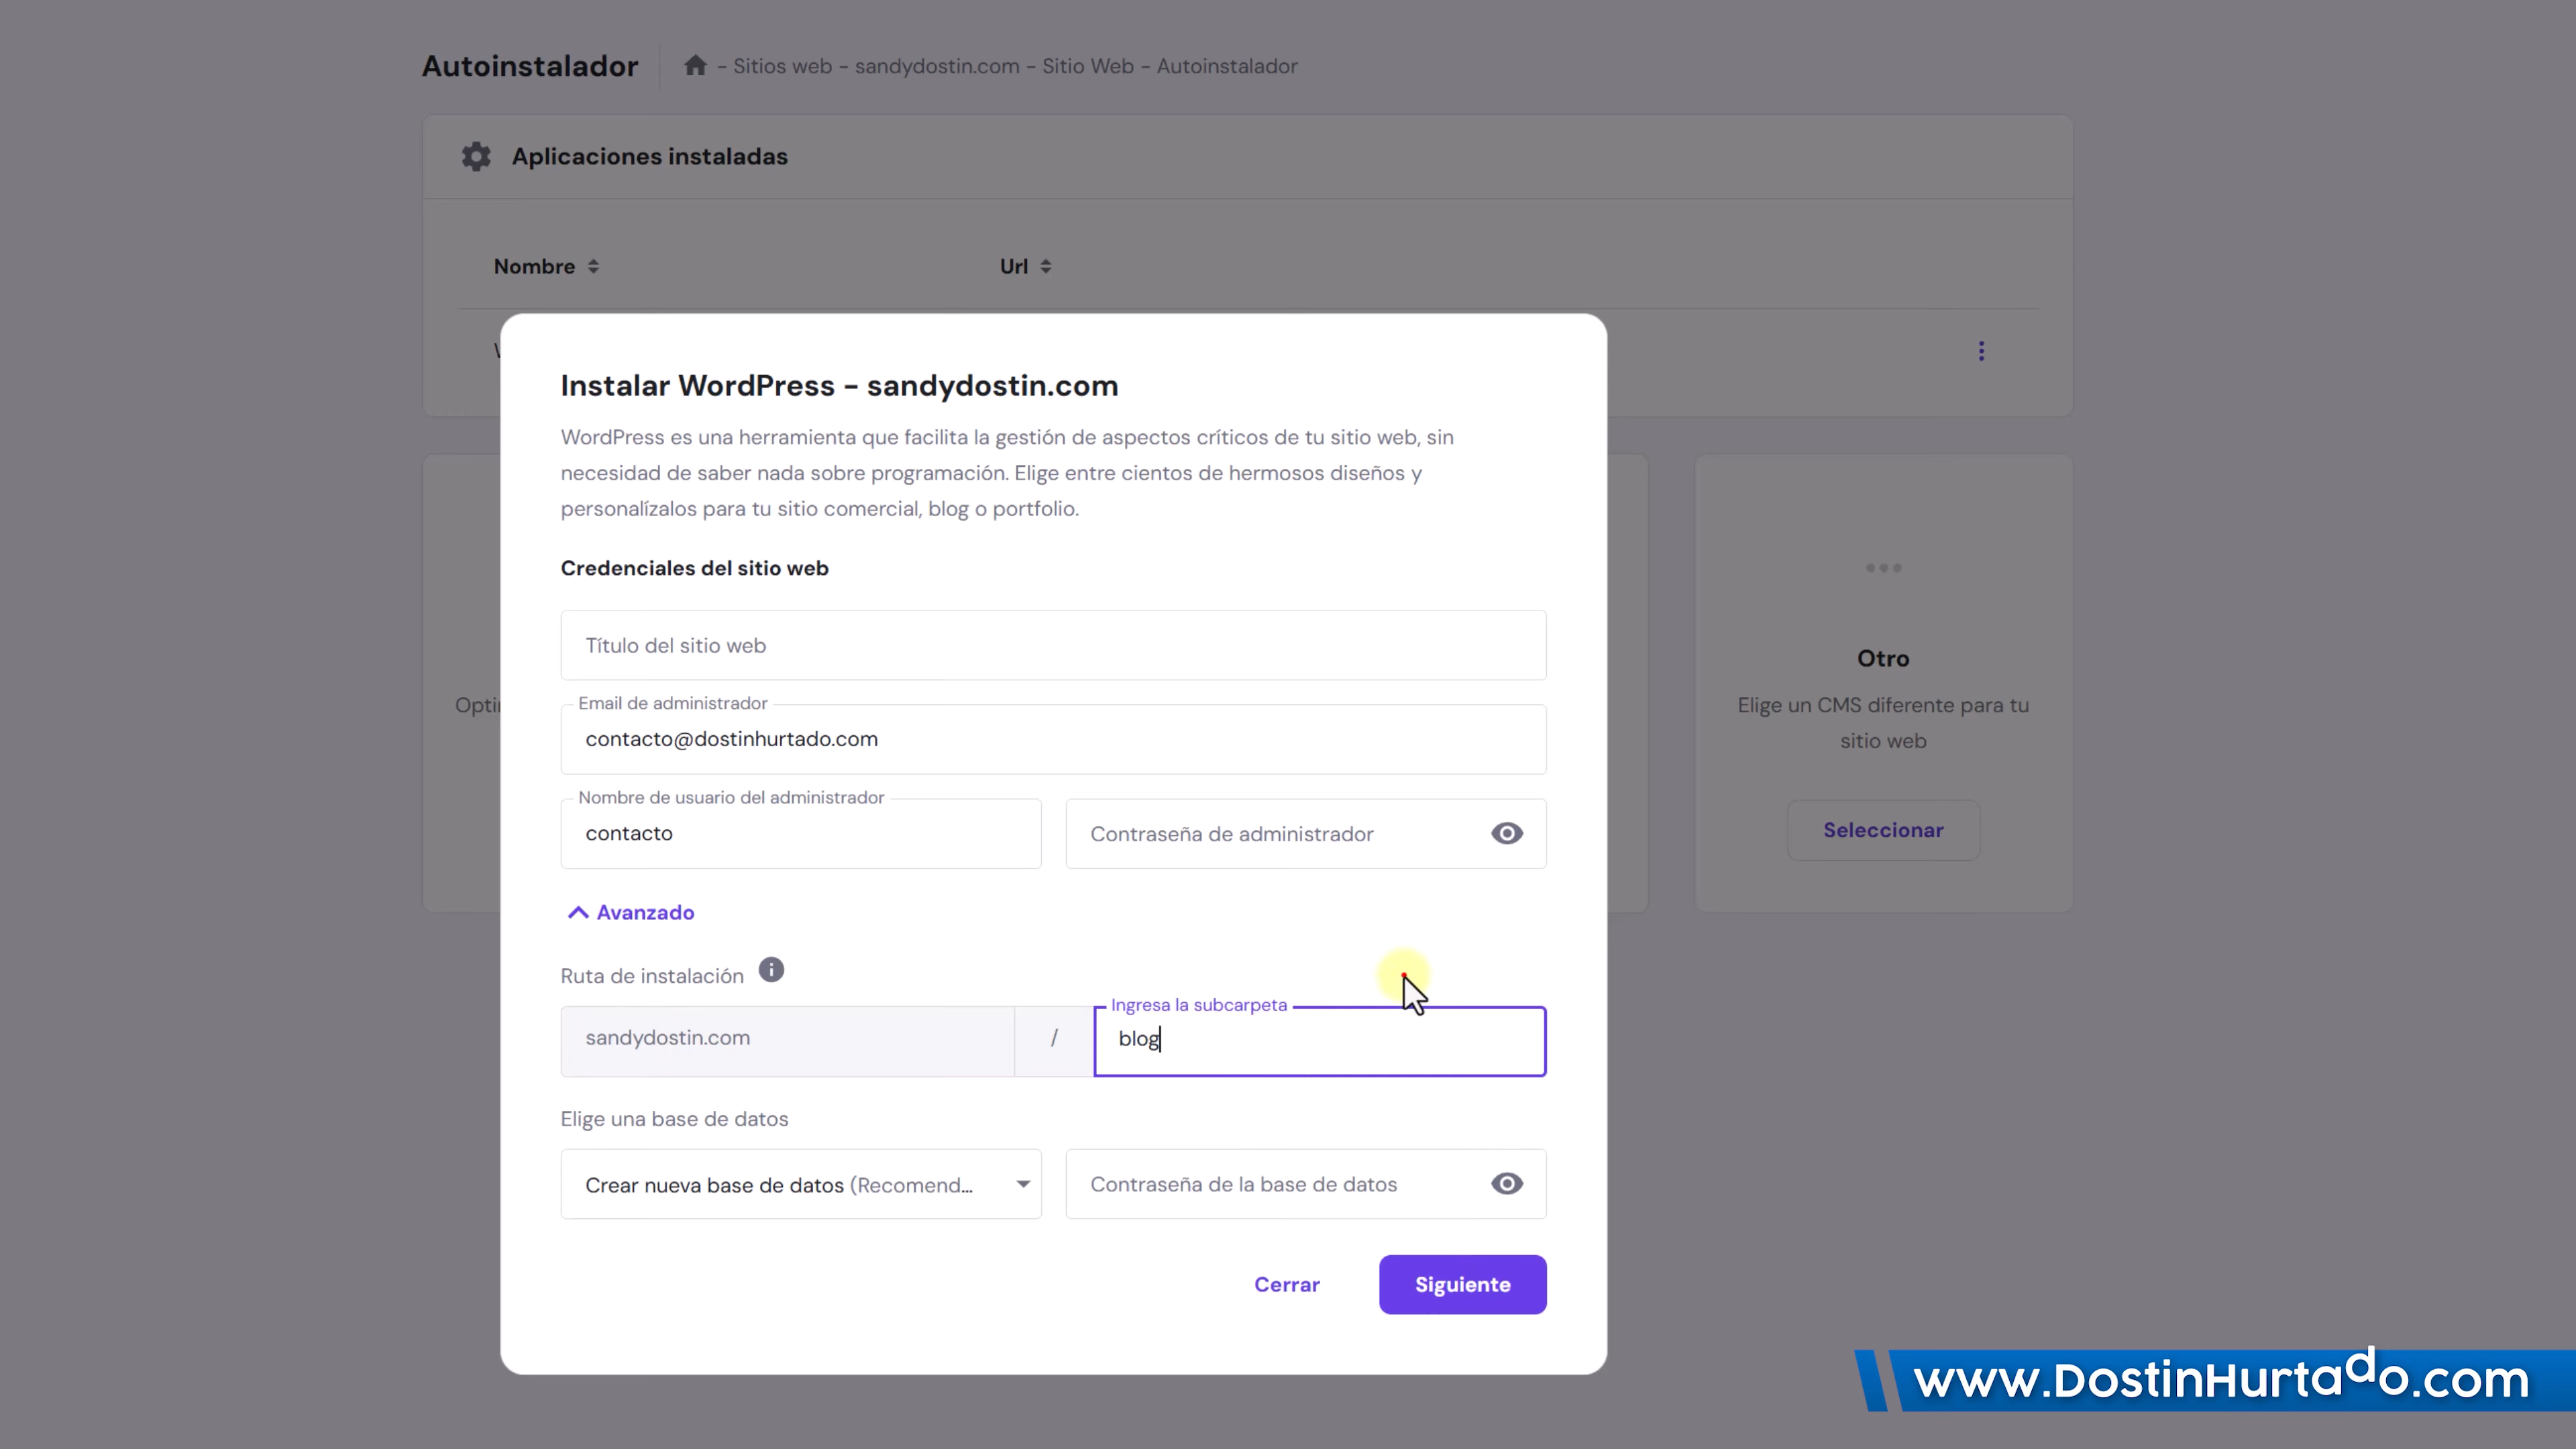 Autoinstalador
- Sitios web - sandydostin.com - Sitio Web - Autoinstalador
Aplicaciones instaladas
Nombre
Url
Instalar WordPress - sandydostin.com
WordPress es una herramienta que facilita la gestión de aspectos críticos de tu sitio web, sin
necesidad de saber nada sobre programación. Elige entre cientos de hermosos diseños y
personalízalos para tu sitio comercial, blog o portfolio.
Credenciales del sitio web
Título del sitio web
Email de administrador
contacto@dostinhurtado.com
Nombre de usuario del administrador
contacto
Contraseña de administrador
Avanzado
Ruta de instalación
sandydostin.com
/
Ingresa la subcarpeta
blog
Elige una base de datos
Crear nueva base de datos (Recomend...
Contraseña de la base de datos
Cerrar
Siguiente
Otro
Elige un CMS diferente para tu
sitio web
Seleccionar
www.DostinHurtado.com